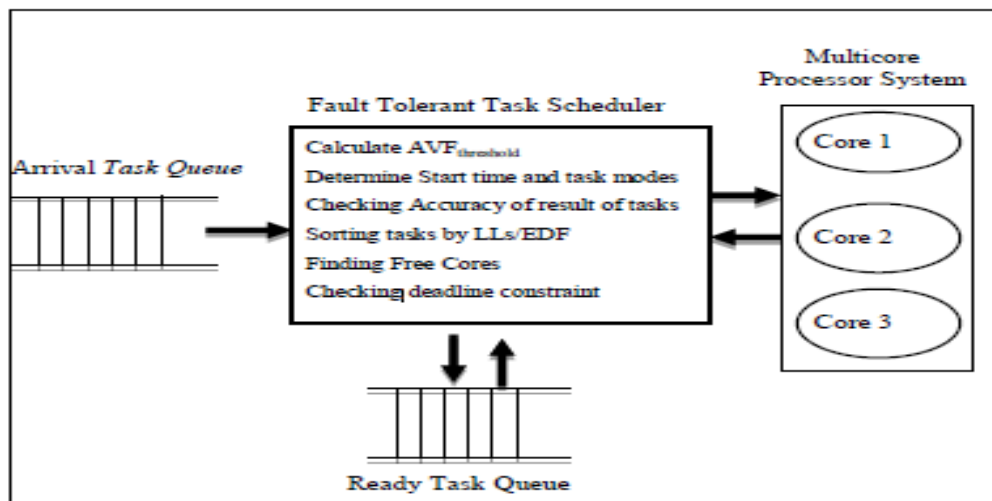 Multicore
Processor System
Fault Tolerant Task Scheduler
Arrival Task Queue
Calculate AVFthreshold
Determine Start time and task modes
Checking Accuracy of result of tasks
Sorting tasks by LLs/EDF
Finding Free Cores
Checking deadline constraint
Core 1
Core 2
Core 3
Ready Task Queue